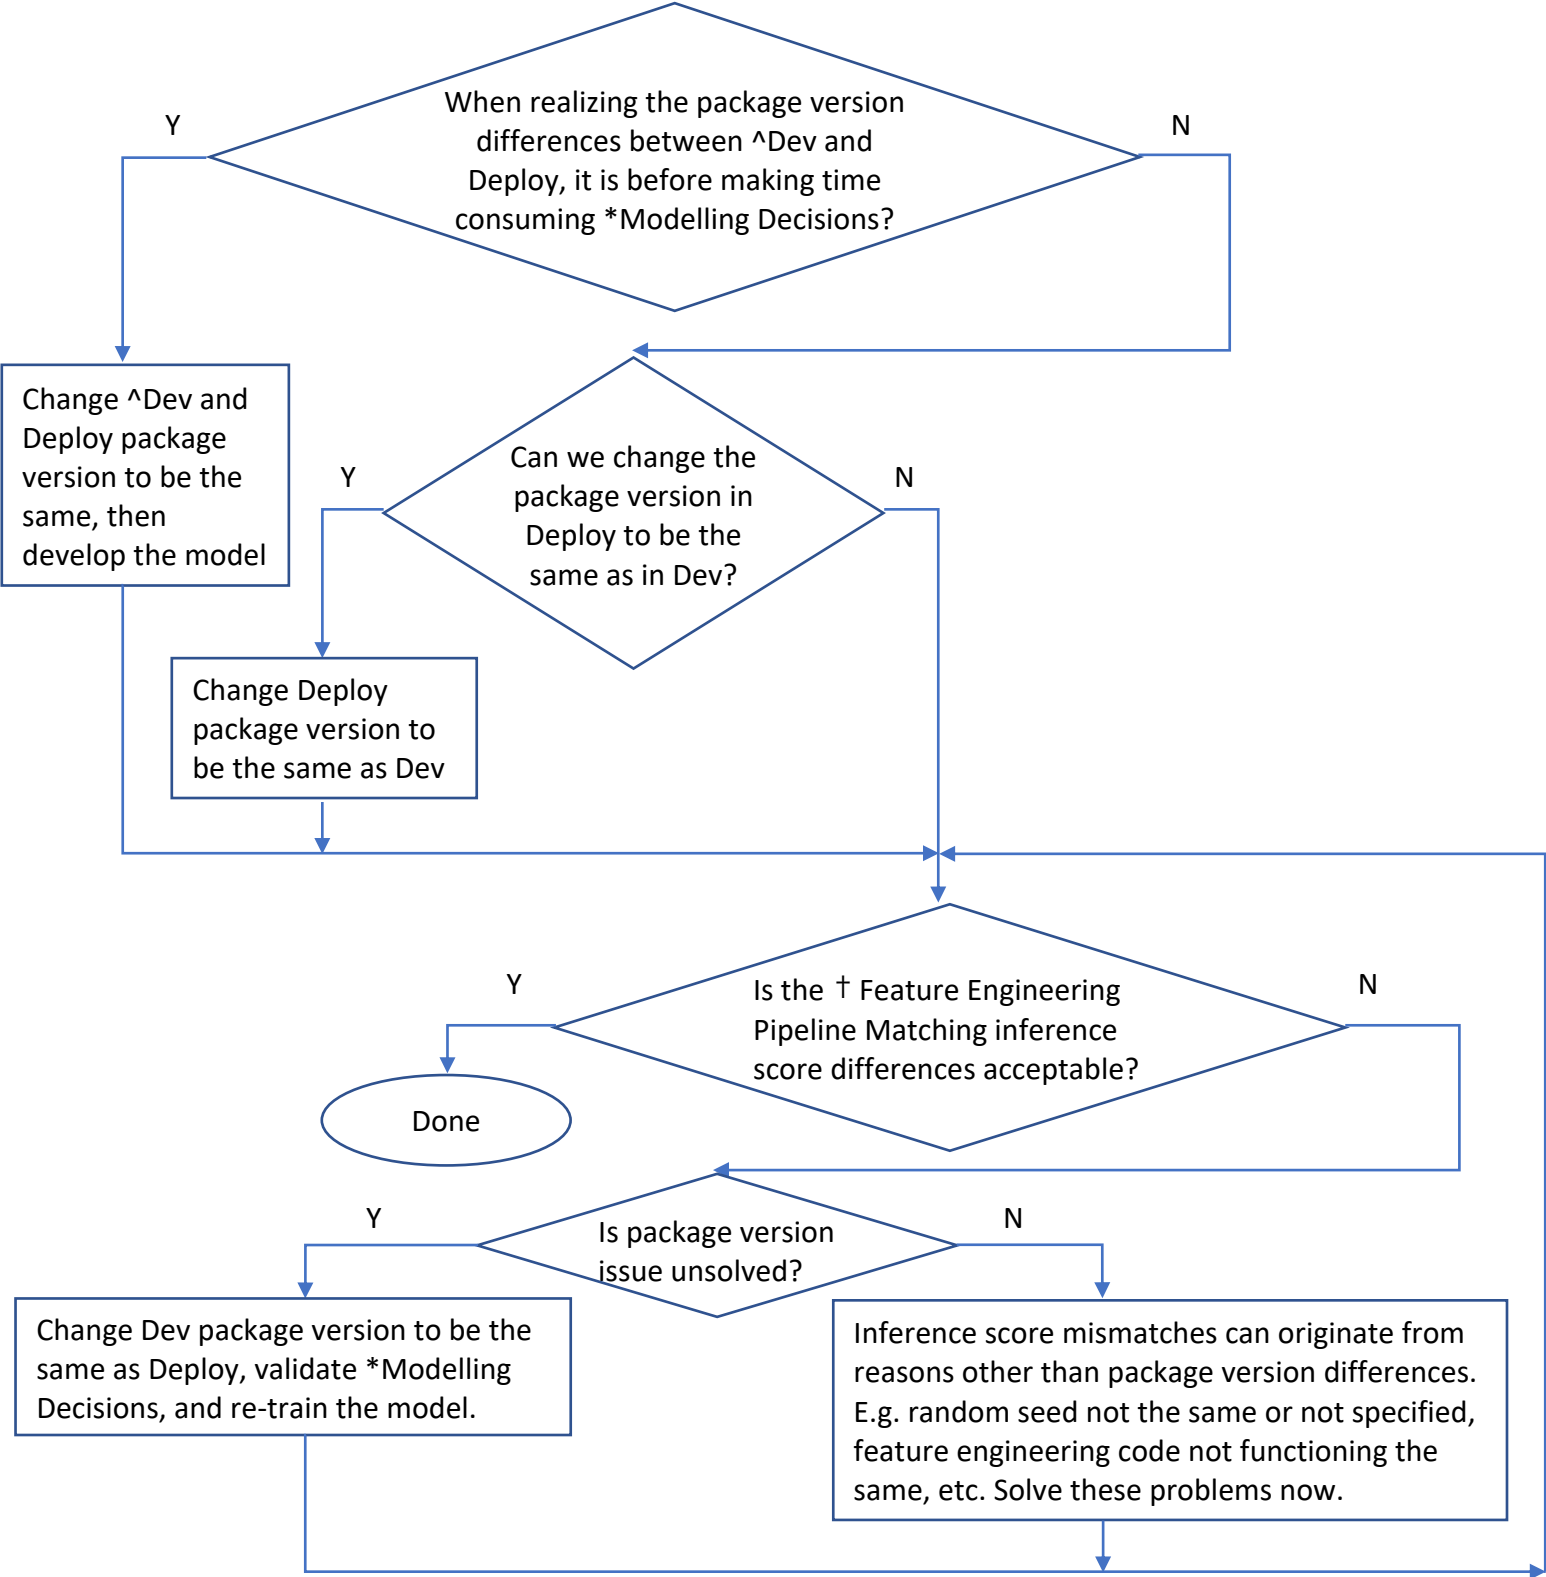 When realizing the package version
differences between ^Dev and
Deploy, it is before making time
consuming *Modelling Decisions?
Y
N
Change ^Dev and
Deploy package
version to be the
same, then
develop the model
Can we change the
package version in
Deploy to be the
same as in Dev?
Y
N
Change Deploy
package version to
be the same as Dev
Is the † Feature Engineering
Pipeline Matching inference
score differences acceptable?
Y
N
Done
Is package version
issue unsolved?
Y
N
Change Dev package version to be the
same as Deploy, validate *Modelling
Decisions, and re-train the model.
Inference score mismatches can originate from
reasons other than package version differences.
E.g. random seed not the same or not specified,
feature engineering code not functioning the
same, etc. Solve these problems now.